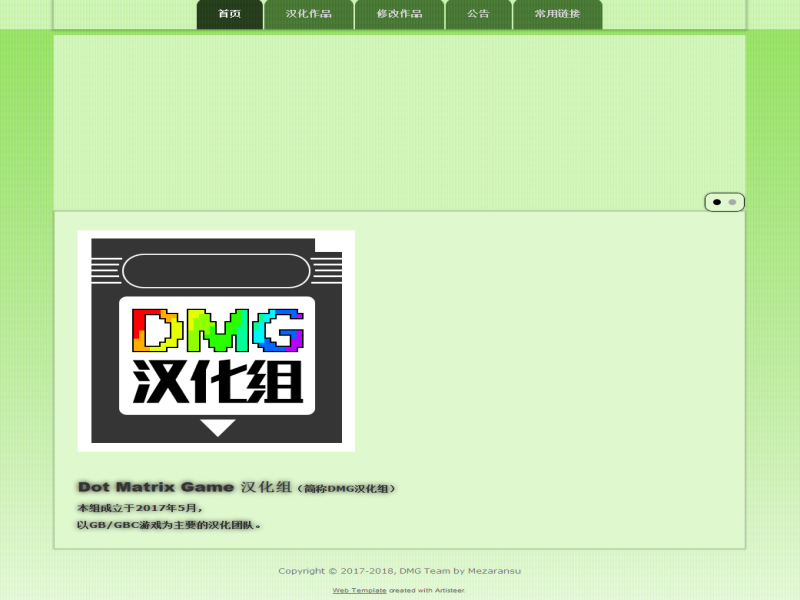 首页 汉化作品 修改作品 公告 常用链接
DMG
汉化组
Dot Matrix Game 汉化组（简称DMG汉化组）
本组成立于2017年5月，
以GB/GBC游戏为主要的汉化团队。
Copyright © 2017-2018, DMG Team by Mezaransu
Web Template created with Artisteer.